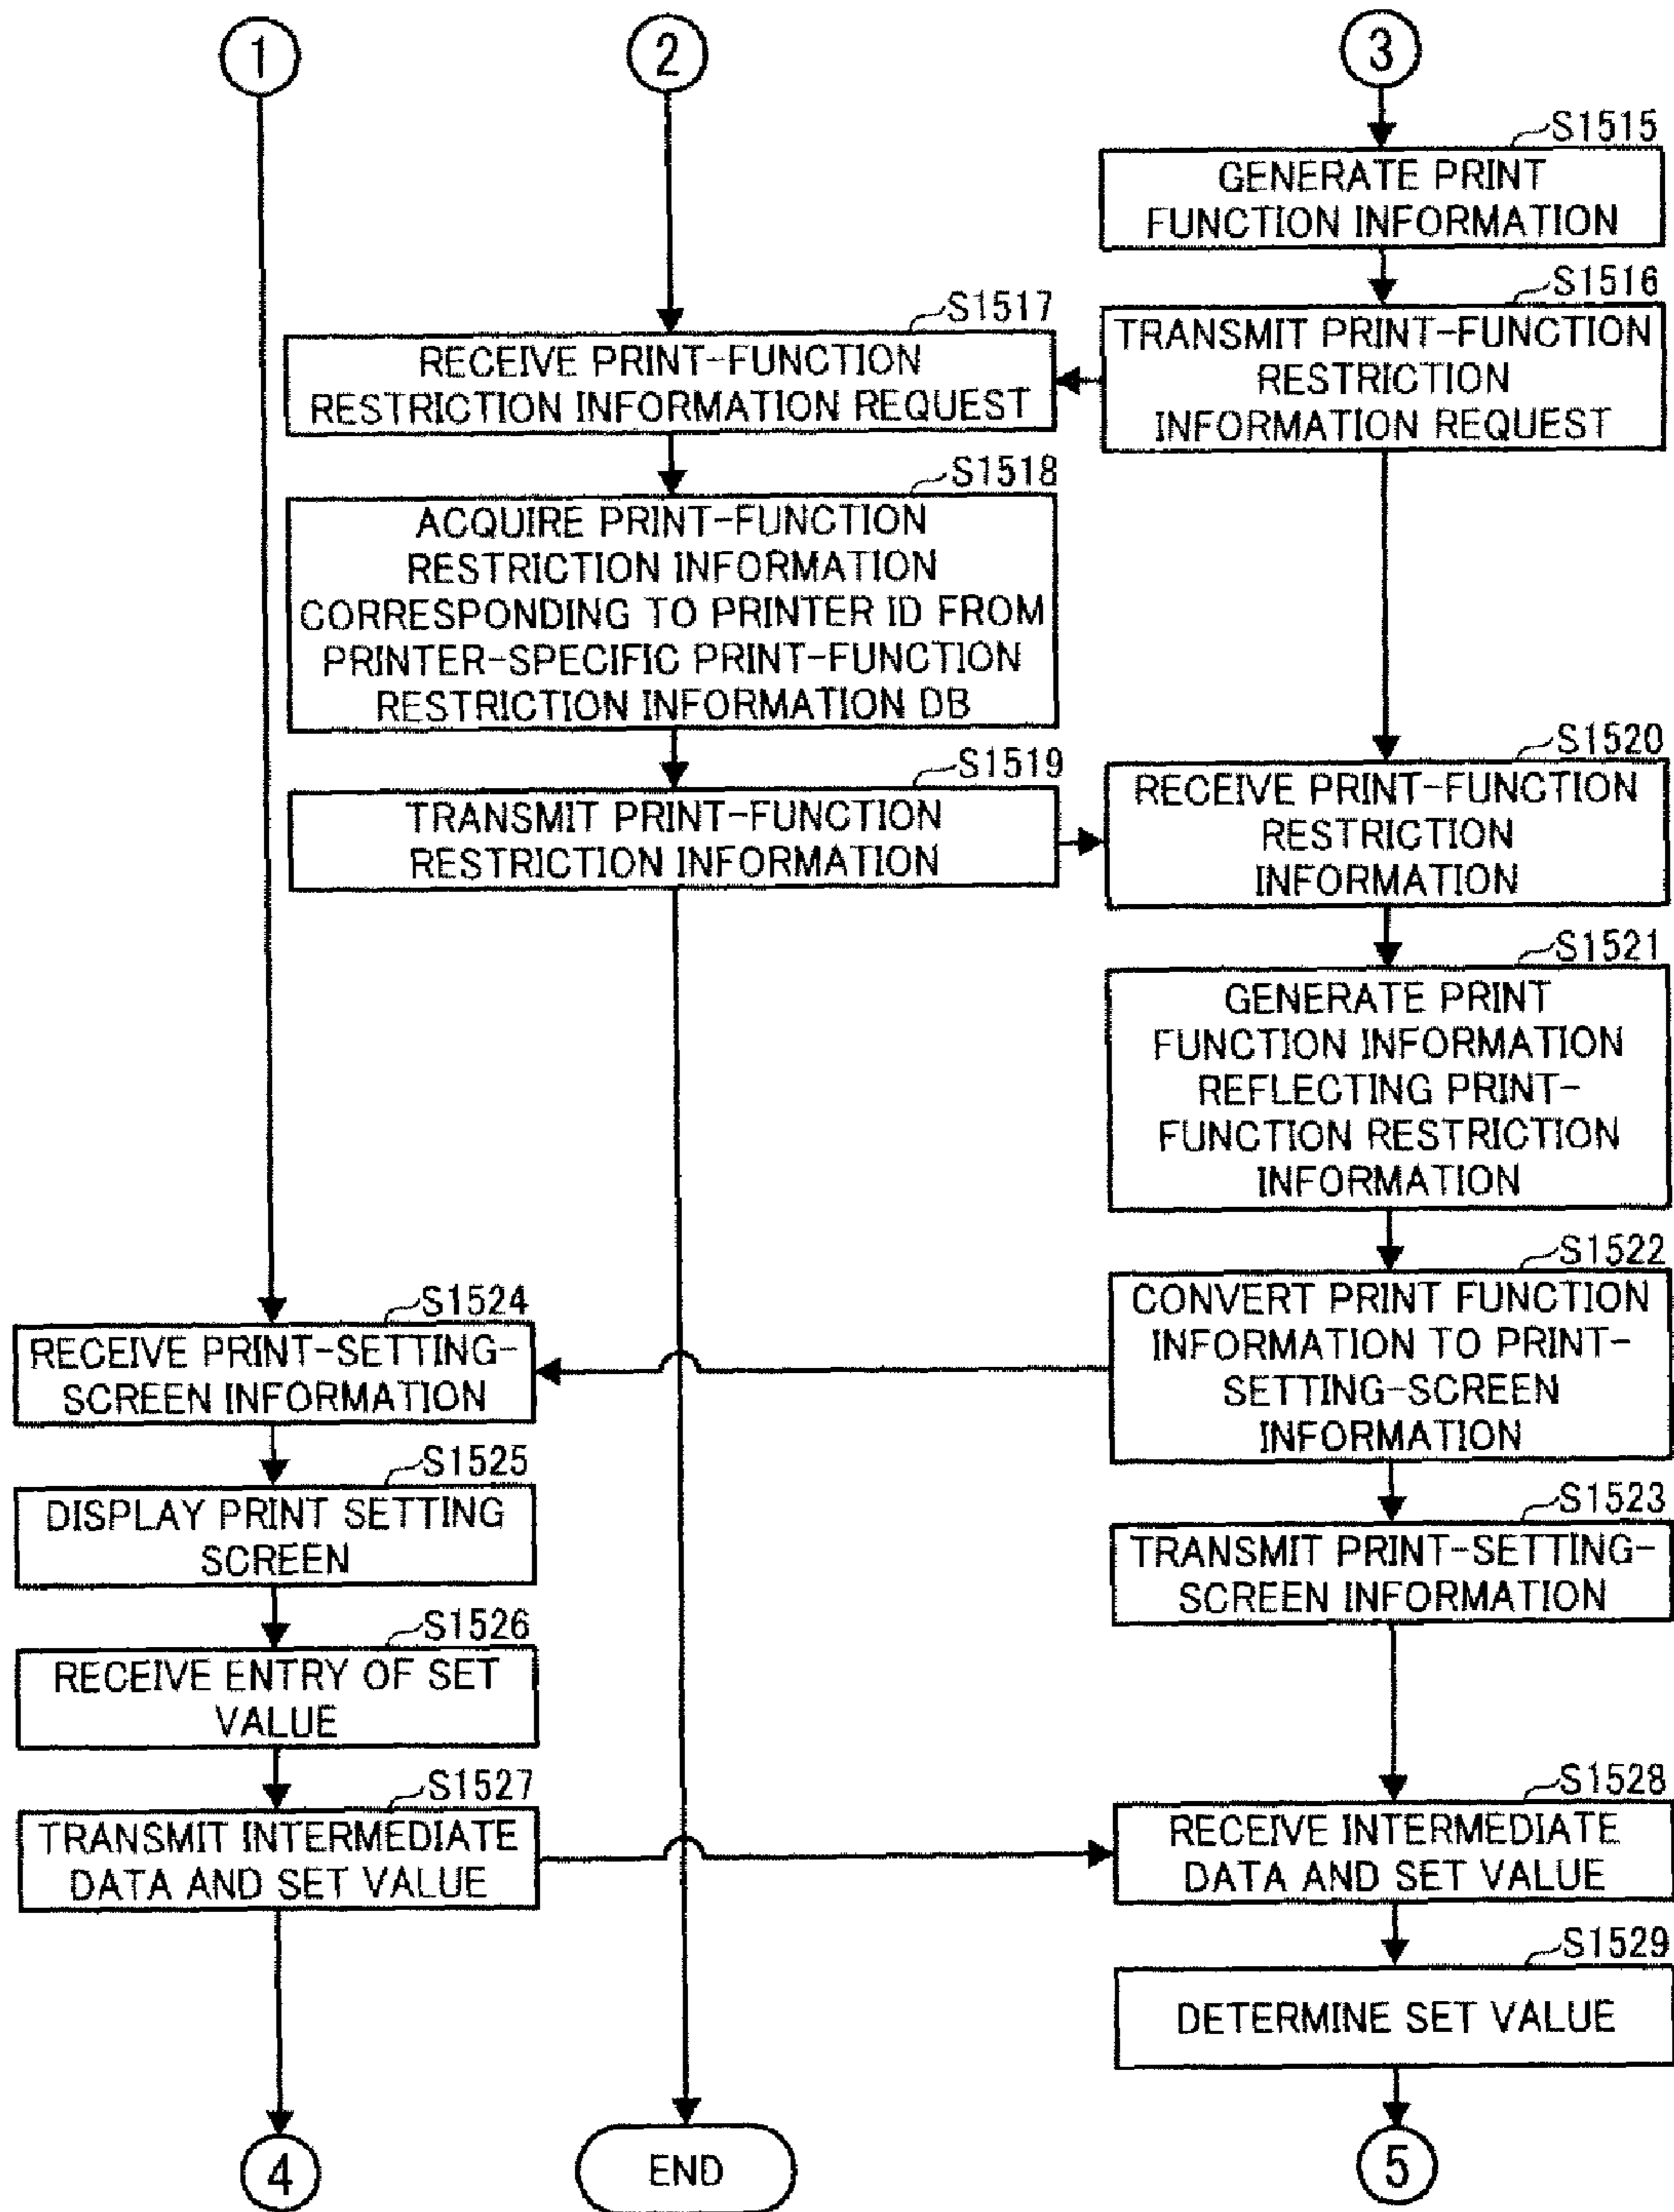 1
2
3
S1515
GENERATE PRINT
FUNCTION INFORMATION
S1516
TRANSMIT PRINT-FUNCTION
RESTRICTION
INFORMATION REQUEST
S1517
RECEIVE PRINT-FUNCTION
RESTRICTION INFORMATION REQUEST
S1518
ACQUIRE PRINT-FUNCTION
RESTRICTION INFORMATION
CORRESPONDING TO PRINTER ID FROM
PRINTER-SPECIFIC PRINT-FUNCTION
RESTRICTION INFORMATION DB
S1519
TRANSMIT PRINT-FUNCTION
RESTRICTION INFORMATION
S1520
RECEIVE PRINT-FUNCTION
RESTRICTION
INFORMATION
S1521
GENERATE PRINT
FUNCTION INFORMATION
REFLECTING PRINT-
FUNCTION RESTRICTION
INFORMATION
S1522
CONVERT PRINT FUNCTION
INFORMATION TO PRINT-
SETTING-SCREEN
INFORMATION
S1523
TRANSMIT PRINT-SETTING-
SCREEN INFORMATION
S1524
RECEIVE PRINT-SETTING-
SCREEN INFORMATION
S1525
DISPLAY PRINT SETTING
SCREEN
S1526
RECEIVE ENTRY OF SET
VALUE
S1527
TRANSMIT INTERMEDIATE
DATA AND SET VALUE
S1528
RECEIVE INTERMEDIATE
DATA AND SET VALUE
S1529
DETERMINE SET VALUE
4
END
5